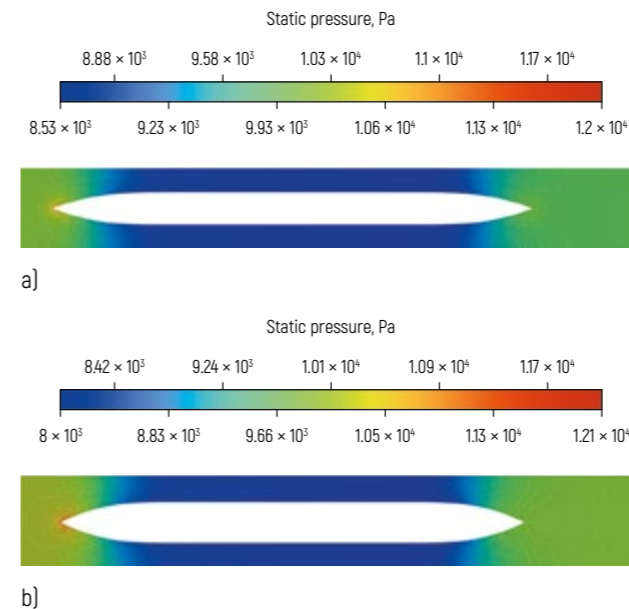 Static pressure, Pa
8.88 × 10³ 9.58 × 10³ 1.03 × 10⁴ 1.1 × 10⁴ 1.17 × 10⁴
8.53 × 10³ 9.23 × 10³ 9.93 × 10³ 1.06 × 10⁴ 1.13 × 10⁴ 1.2 × 10⁴
a)
Static pressure, Pa
8.42 × 10³ 9.24 × 10³ 1.01 × 10⁴ 1.09 × 10⁴ 1.17 × 10⁴
8 × 10³ 8.83 × 10³ 9.66 × 10³ 1.05 × 10⁴ 1.13 × 10⁴ 1.21 × 10⁴
b)